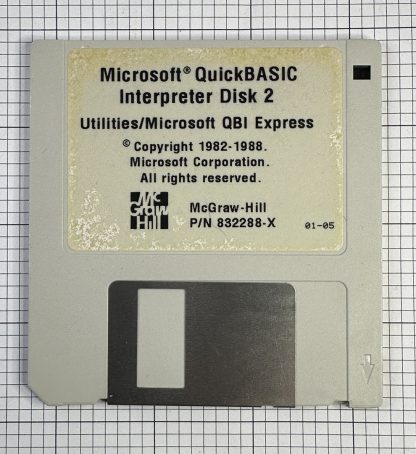 Microsoft® QuickBASIC
Interpreter Disk 2
Utilities/Microsoft QBI Express
© Copyright 1982-1988.
Microsoft Corporation.
All rights reserved.
Mc
Graw
Hill
McGraw-Hill
P/N 832288-X
01-05